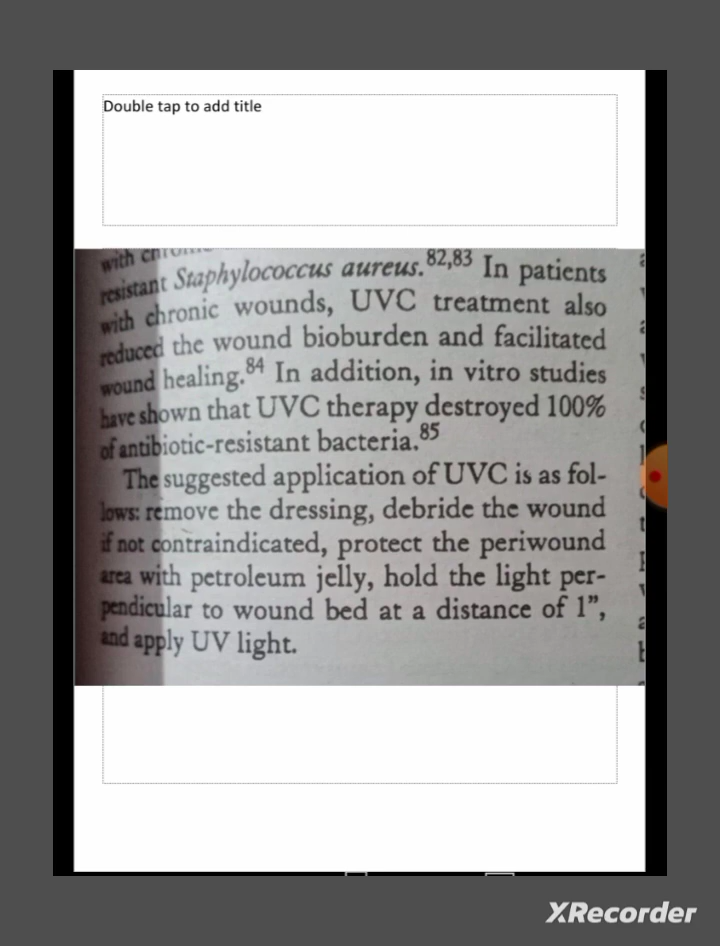 Double tap to add title
with
resistant Staphylococcus aureus.82,83 In patients
with chronic wounds, UVC treatment also
reduced the wound bioburden and facilitated
wound healing.84 In addition, in vitro studies
have shown that UVC therapy destroyed 100%
of antibiotic-resistant bacteria.85
The suggested application of UVC is as fol-
lows: remove the dressing, debride the wound
if not contraindicated, protect the periwound
area with petroleum jelly, hold the light per-
pendicular to wound bed at a distance of 1”,
and apply UV light.
XRecorder